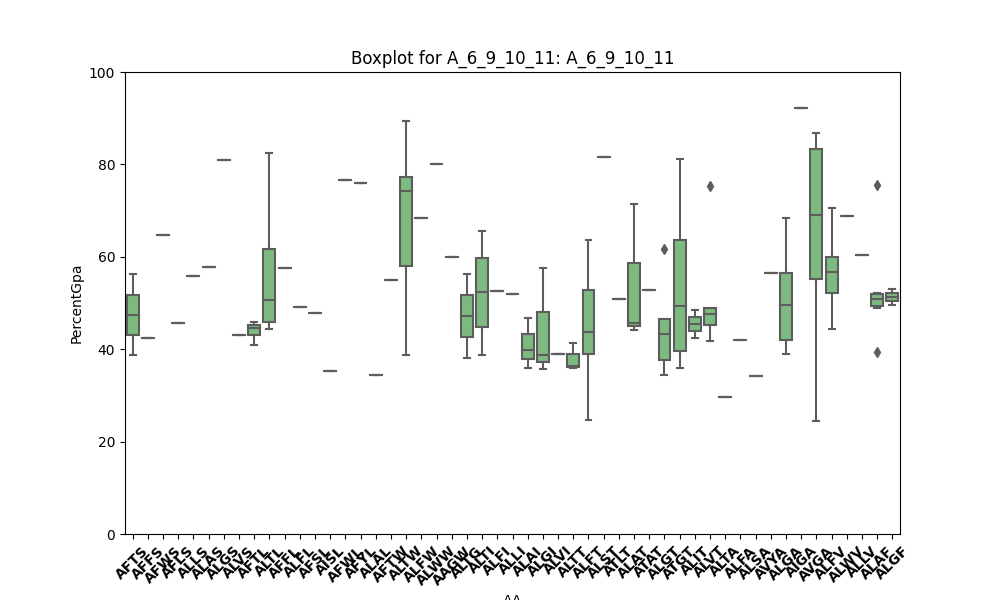 Boxplot for A_6_9_10_11: A_6_9_10_11
PercentGpa
100
80
60
40
20
0
AFTS AFFS AFWS ALLS ALAS ALGS ALVS AFTL ALTL AFFL ALFL AFSL AISL AFWL AFVL ALAL AFTW ALTW ALFW ALWW AAGW ALTI ALFI ALLI ALAI ALGI ALVI ALTT ALFT ALST ATLT ALAT ATAT ALGT ATGT ALIT ALVT ALTA ALFA ALSA AVYA ALGA AIGA AVGA ALFV ALWV ALLV ALAF ALGF
AA